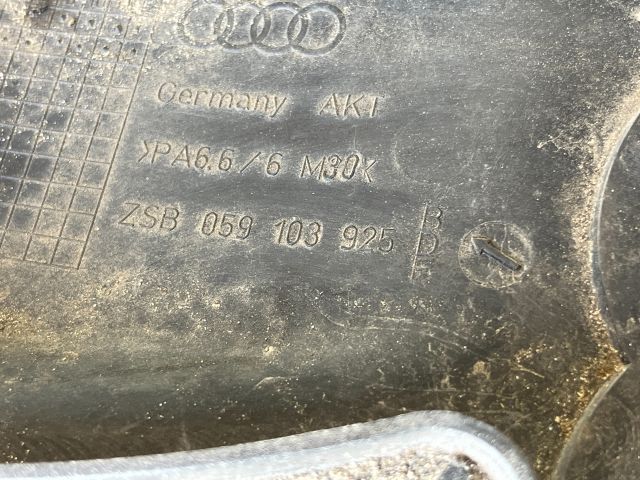 Germany AKT
>PA6.6/6 M30<
ZSB 059 103 925
B
D